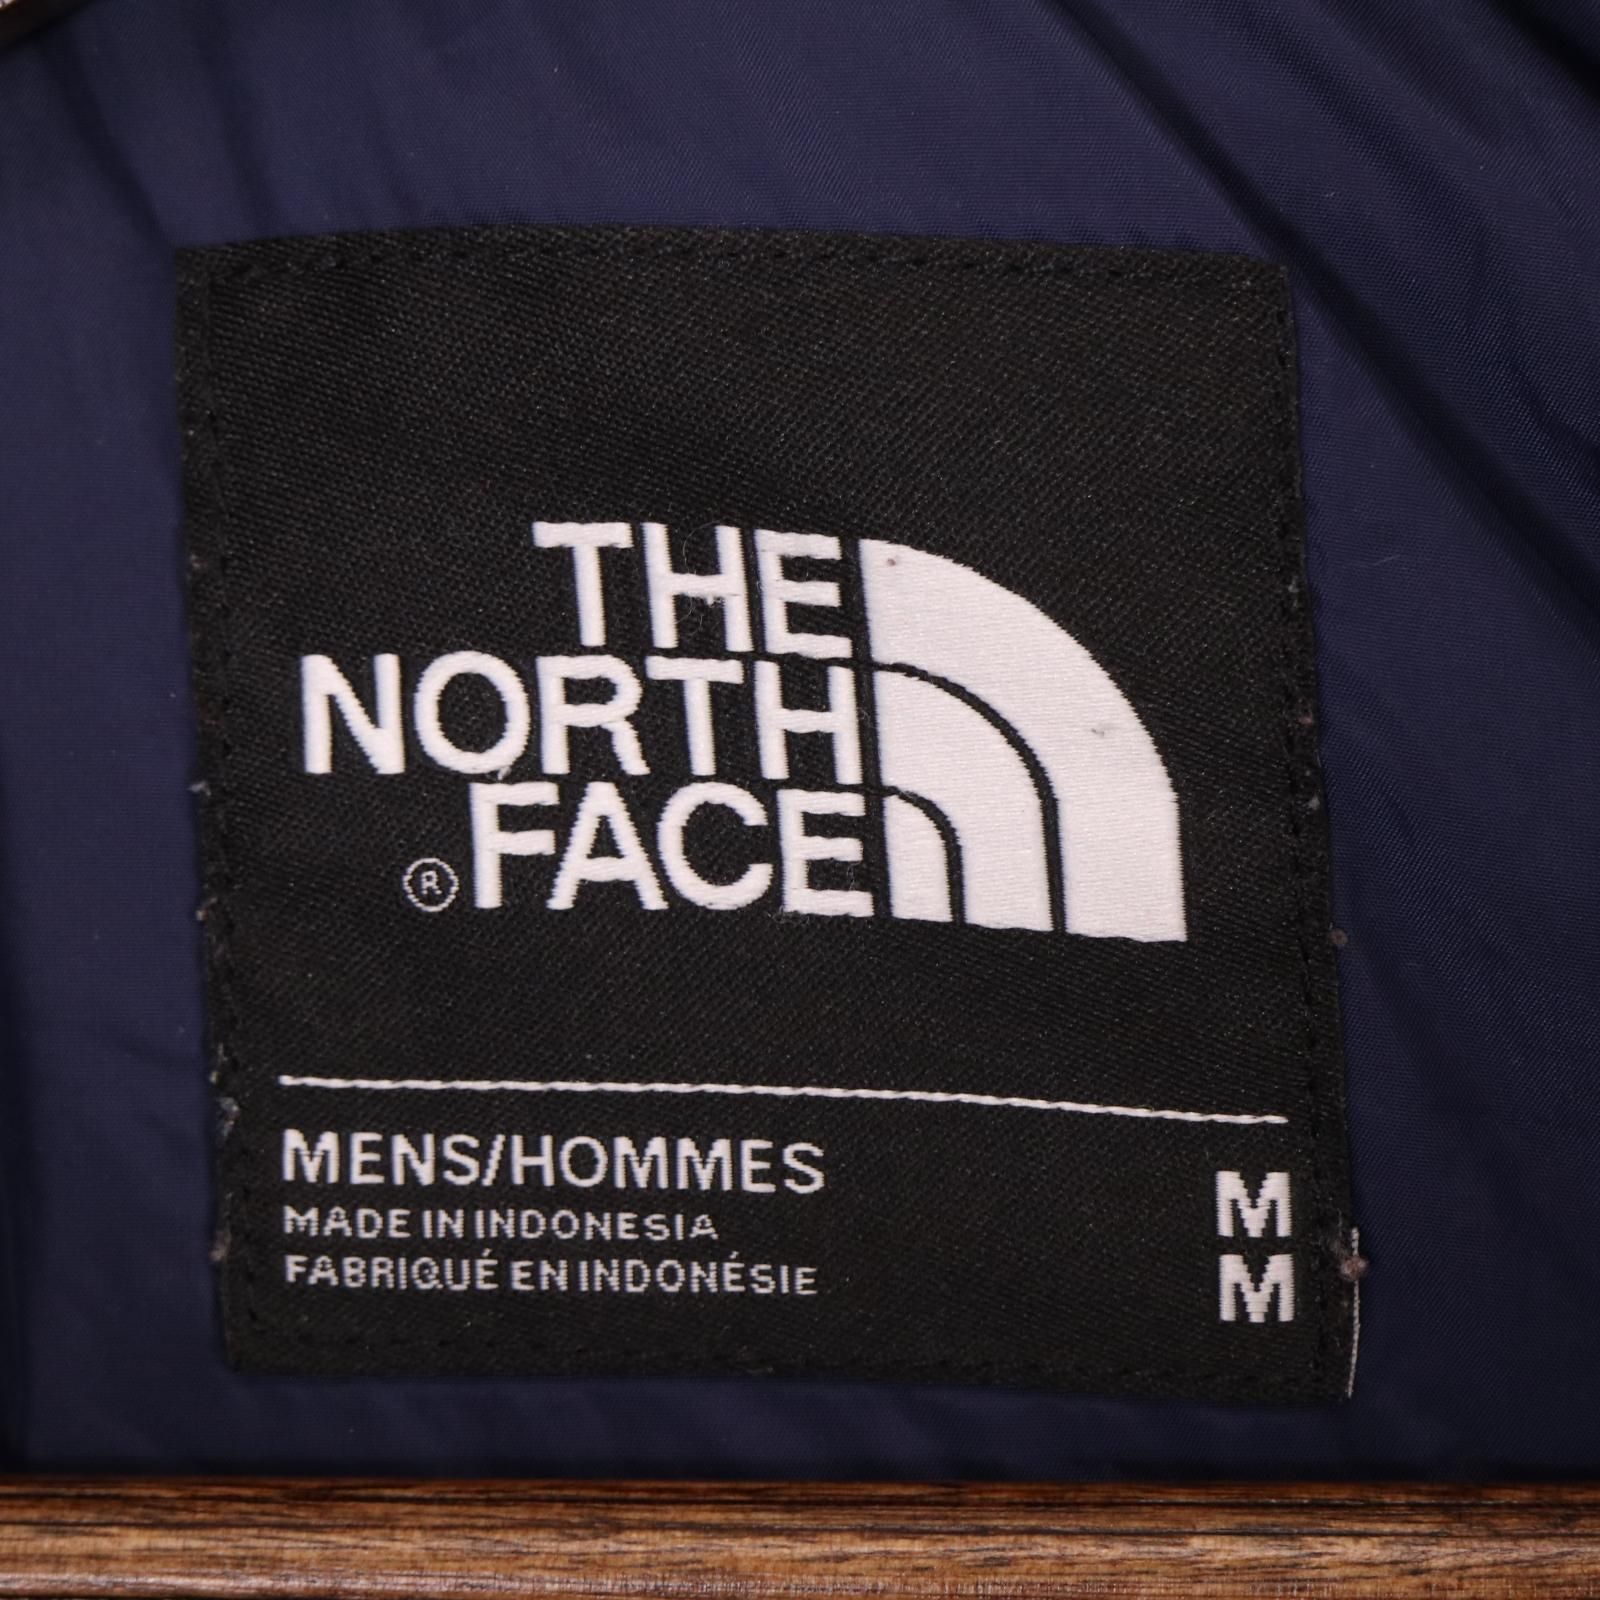 THE
NORTH
® FACE
MENS/HOMMES M
MADE IN INDONESIA
FABRIQUÉ EN INDONÉSIE M